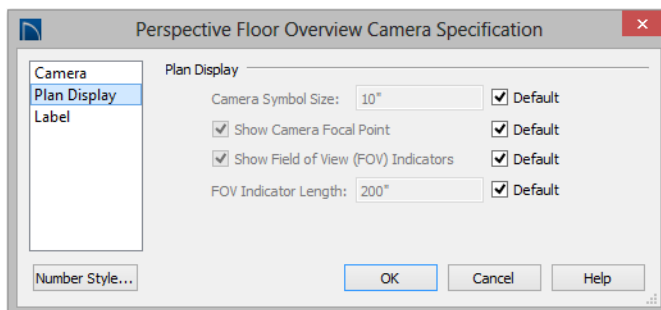 Perspective Floor Overview Camera Specification
Camera
Plan Display
Label
Plan Display
Camera Symbol Size: 10" Default
Show Camera Focal Point Default
Show Field of View (FOV) Indicators Default
FOV Indicator Length: 200" Default
Number Style... OK Cancel Help